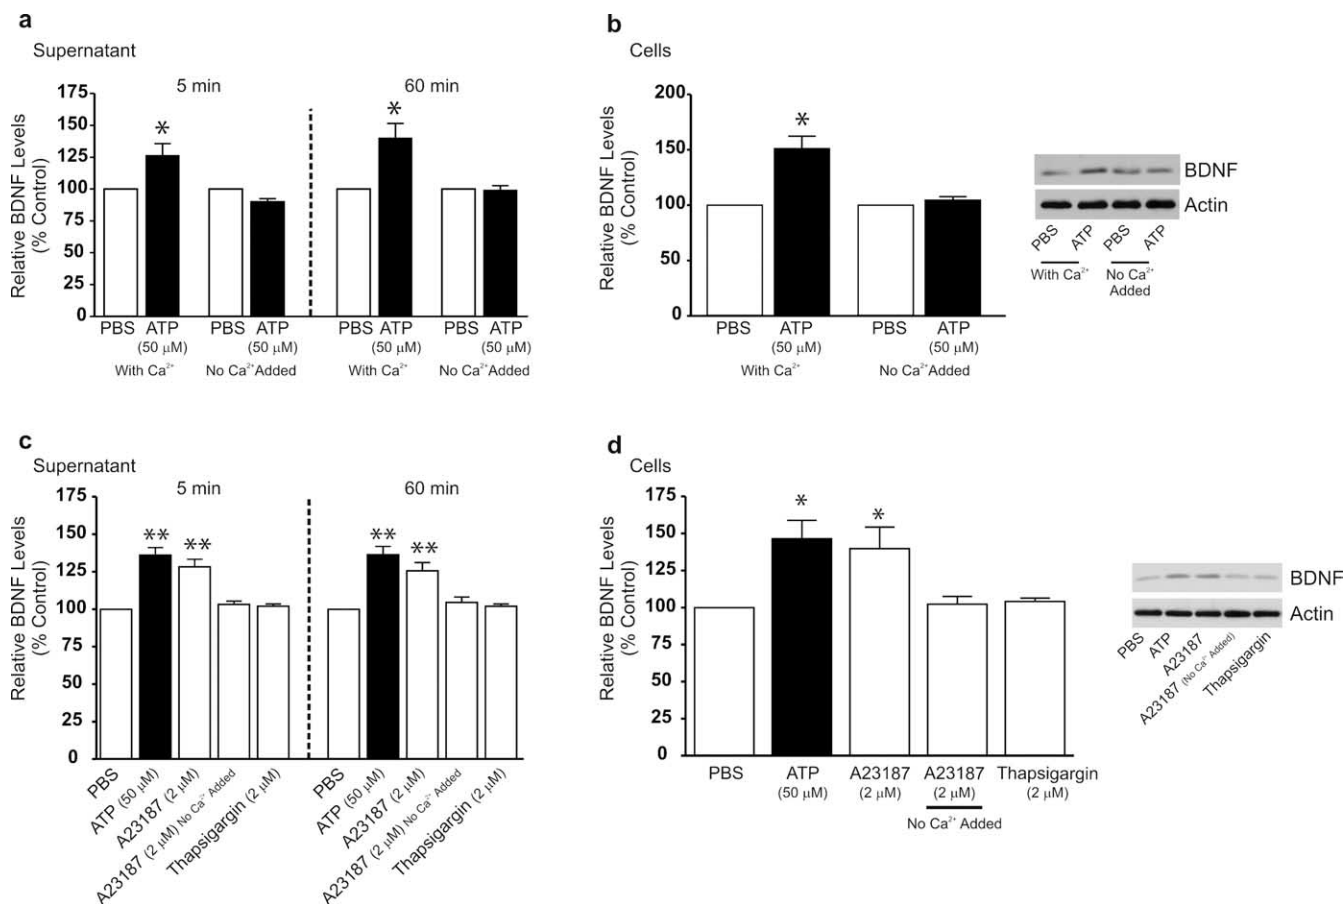 a
Supernatant
5 min
60 min
Relative BDNF Levels
(% Control)
175
150
125
100
75
50
25
0
*
*
PBS ATP PBS ATP PBS ATP PBS ATP
(50 μM) (50 μM) (50 μM) (50 μM)
With Ca²⁺ No Ca²⁺Added With Ca²⁺ No Ca²⁺Added
b
Cells
Relative BDNF Levels
(% Control)
200
150
100
50
0
*
PBS ATP PBS ATP
(50 μM) (50 μM)
With Ca²⁺ No Ca²⁺Added
BDNF
Actin
PBS ATP PBS ATP
With Ca²⁺ No Ca²⁺
Added
c
Supernatant
5 min
60 min
Relative BDNF Levels
(% Control)
175
150
125
100
75
50
25
0
** **
** **
PBS
ATP (50 μM)
A23187 (2 μM)
A23187 (2 μM) No Ca²⁺ Added
Thapsigargin (2 μM)
PBS
ATP (50 μM)
A23187 (2 μM)
A23187 (2 μM) No Ca²⁺ Added
Thapsigargin (2 μM)
d
Cells
Relative BDNF Levels
(% Control)
175
150
125
100
75
50
25
0
* *
PBS ATP A23187 A23187 Thapsigargin
(50 μM) (2 μM) (2 μM) (2 μM)
No Ca²⁺ Added
BDNF
Actin
PBS
ATP
A23187
A23187 (No Ca²⁺ Added)
Thapsigargin